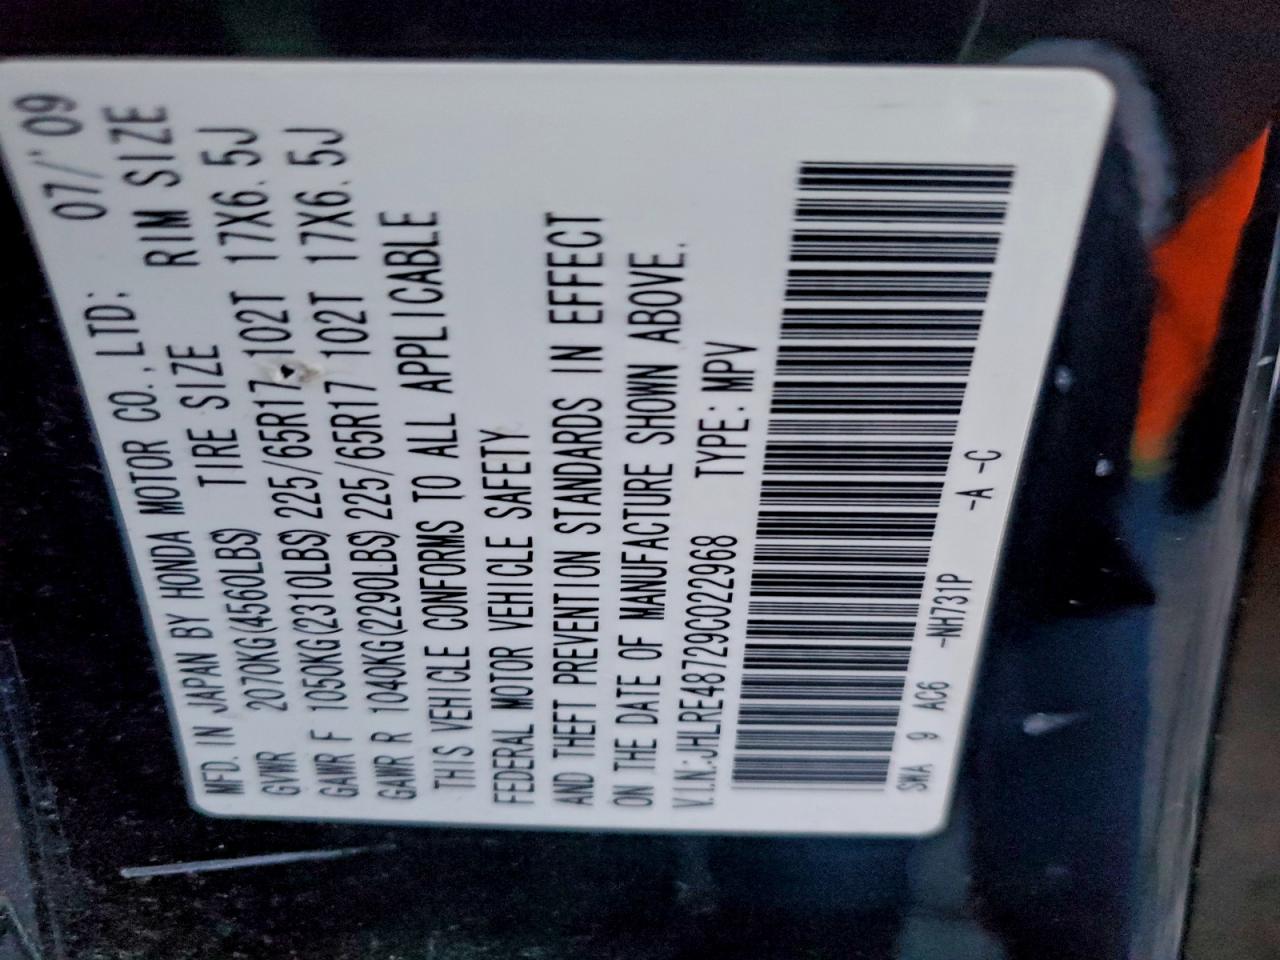 MFD. IN JAPAN BY HONDA MOTOR CO., LTD; 07/'09
GVWR 2070KG(4560LBS) TIRE SIZE RIM SIZE
GAWR F 1050KG(2310LBS) 225/65R17 102T 17X6.5J
GAWR R 1040KG(2290LBS) 225/65R17 102T 17X6.5J
THIS VEHICLE CONFORMS TO ALL APPLICABLE
FEDERAL MOTOR VEHICLE SAFETY
AND THEFT PREVENTION STANDARDS IN EFFECT
ON THE DATE OF MANUFACTURE SHOWN ABOVE.
V.I.N:JHLRE48729C022968 TYPE:MPV
SWA 9 AC6 -NH731P -A -C